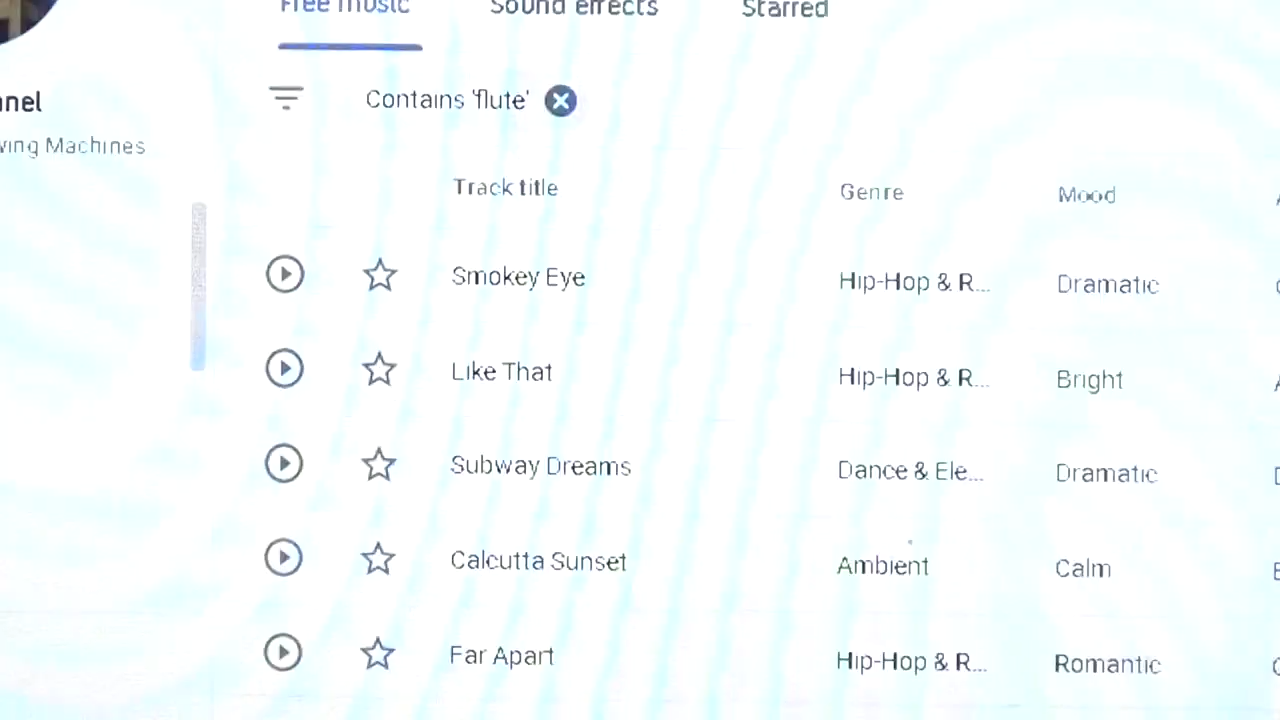 Free music Sound effects Starred
Contains 'flute'
nel
ving Machines
Track title Genre Mood
Smokey Eye Hip-Hop & R... Dramatic
Like That Hip-Hop & R... Bright
Subway Dreams Dance & Ele... Dramatic
Calcutta Sunset Ambient Calm
Far Apart Hip-Hop & R... Romantic